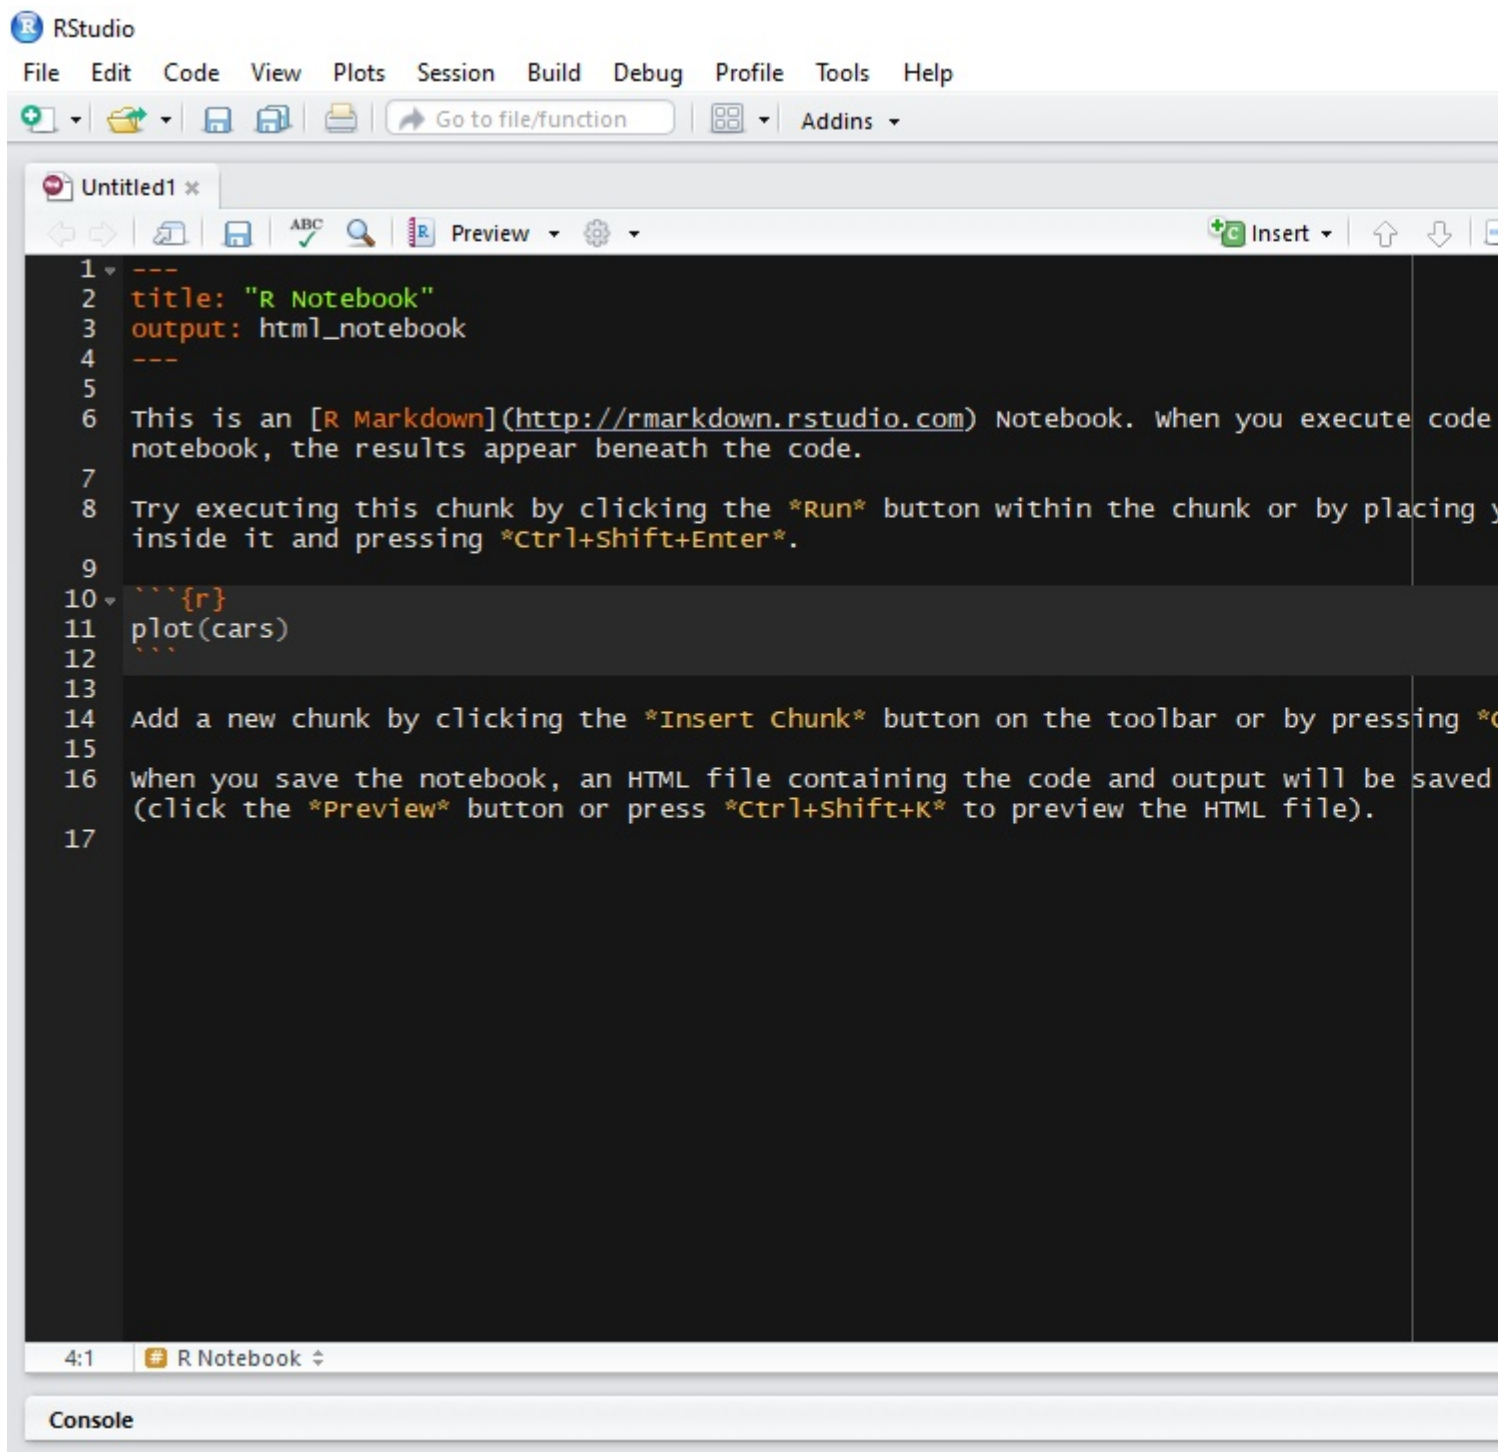 RStudio
File Edit Code View Plots Session Build Debug Profile Tools Help
Go to file/function Addins
Untitled1
ABC Preview Insert
1 ---
2 title: "R Notebook"
3 output: html_notebook
4 ---
5
6 This is an [R Markdown](http://rmarkdown.rstudio.com) Notebook. When you execute code
notebook, the results appear beneath the code.
7
8 Try executing this chunk by clicking the *Run* button within the chunk or by placing
inside it and pressing *Ctrl+Shift+Enter*.
9
10 ```{r}
11 plot(cars)
12 ```
13
14 Add a new chunk by clicking the *Insert Chunk* button on the toolbar or by pressing
15
16 When you save the notebook, an HTML file containing the code and output will be saved
(click the *Preview* button or press *Ctrl+Shift+K* to preview the HTML file).
17
4:1 # R Notebook
Console